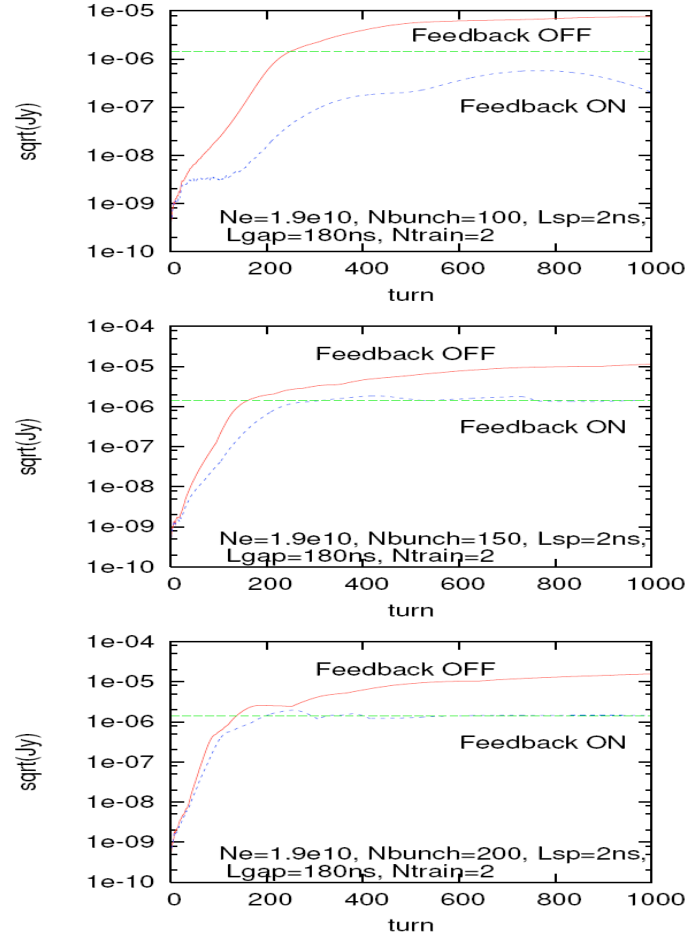 1e-05
1e-06
1e-07
1e-08
1e-09
1e-10
sqrt(Jy)
Feedback OFF
Feedback ON
Ne=1.9e10, Nbunch=100, Lsp=2ns,
Lgap=180ns, Ntrain=2
0 200 400 600 800 1000
turn
1e-04
1e-05
1e-06
1e-07
1e-08
1e-09
1e-10
sqrt(Jy)
Feedback OFF
Feedback ON
Ne=1.9e10, Nbunch=150, Lsp=2ns,
Lgap=180ns, Ntrain=2
0 200 400 600 800 1000
turn
1e-04
1e-05
1e-06
1e-07
1e-08
1e-09
1e-10
sqrt(Jy)
Feedback OFF
Feedback ON
Ne=1.9e10, Nbunch=200, Lsp=2ns,
Lgap=180ns, Ntrain=2
0 200 400 600 800 1000
turn